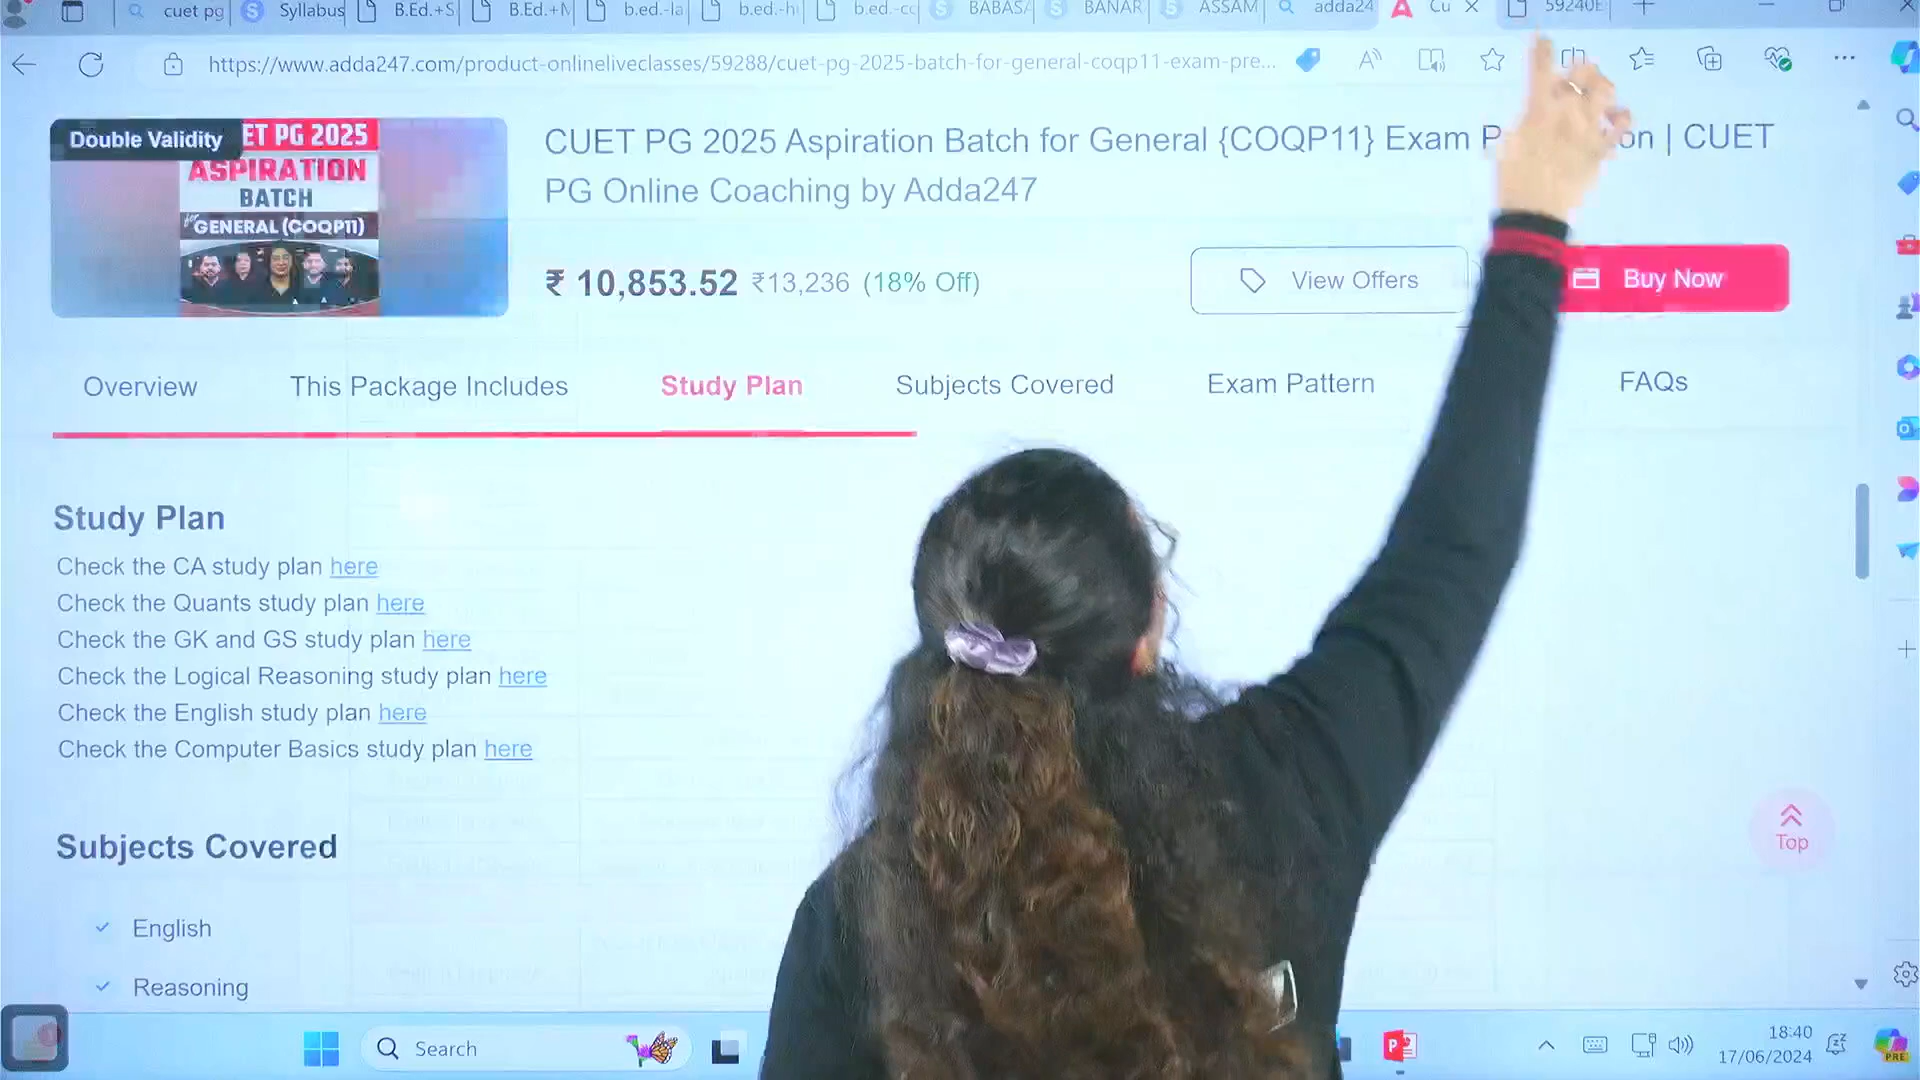 cuet pg
Syllabus
B.Ed.+S
B.Ed.+M
b.ed.-la
b.ed.-h
b.ed.-co
BABASA
BANAR
ASSAM
adda24
Cu
59240E
https://www.adda247.com/product-onlineliveclasses/59288/cuet-pg-2025-batch-for-general-coqp11-exam-pre...
Double Validity
ET PG 2025
ASPIRATION
BATCH
for GENERAL (COQP11)
CUET PG 2025 Aspiration Batch for General {COQP11} Exam P on | CUET
PG Online Coaching by Adda247
₹ 10,853.52 ₹13,236 (18% Off)
View Offers
Buy Now
Overview
This Package Includes
Study Plan
Subjects Covered
Exam Pattern
FAQs
Study Plan
Check the CA study plan here
Check the Quants study plan here
Check the GK and GS study plan here
Check the Logical Reasoning study plan here
Check the English study plan here
Check the Computer Basics study plan here
Top
Subjects Covered
English
Reasoning
Search
18:40
17/06/2024
PRE